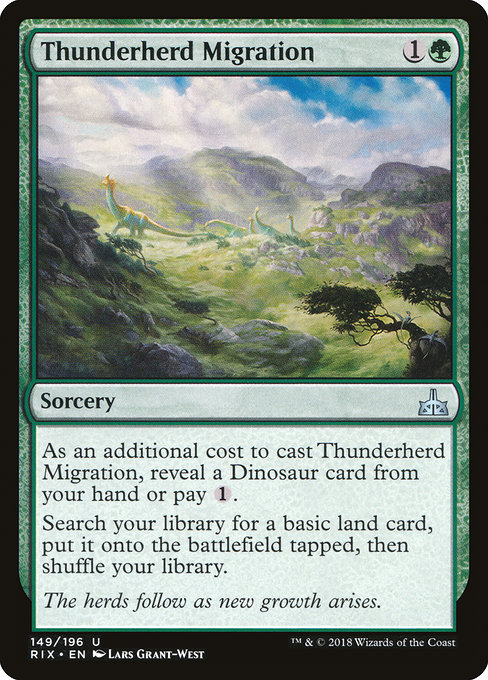 Thunderherd Migration 1
Sorcery
As an additional cost to cast Thunderherd
Migration, reveal a Dinosaur card from
your hand or pay 1.
Search your library for a basic land card,
put it onto the battlefield tapped, then
shuffle your library.
The herds follow as new growth arises.
149/196 U
RIX • EN Lars Grant-West
™ & © 2018 Wizards of the Coast